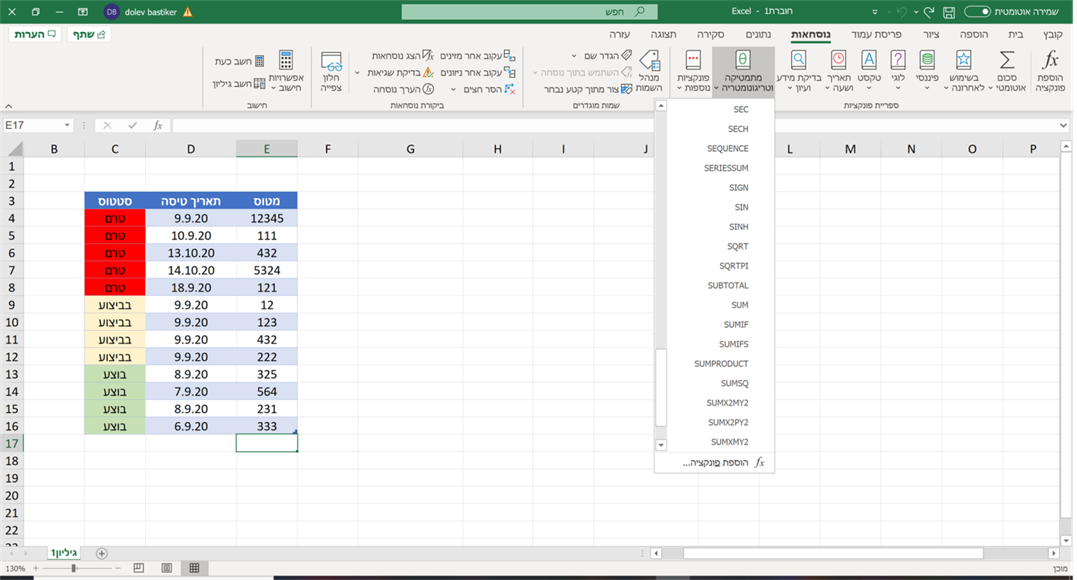 שמירה אוטומטית
חוברת1 - Excel
חפש
dolev bastiker
DB
קובץ בית הוספה ציור פריסת עמוד נוסחאות נתונים סקירה תצוגה עזרה
שתף
הערות
הוספת פונקציה
סכום אוטומטי
בשימוש לאחרונה
פיננסי
לוגי
טקסט
תאריך ושעה
בדיקת מידע ועיון
מתמטיקה וטריגונומטריה
פונקציות נוספות
ספריית פונקציות
מנהל השמות
הגדר שם
השתמש בתוך נוסחה
צור מתוך קטע נבחר
שמות מוגדרים
עקוב אחר מזינים
עקוב אחר ניזונים
הסר חצים
הצג נוסחאות
בדיקת שגיאות
הערך נוסחה
ביקורת נוסחאות
חלון צפייה
אפשרויות חישוב
חשב כעת
חשב גיליון
חישוב
E17
fx
B C D E F G H I J L M N O P
1
2
3 סטטוס תאריך טיסה מטוס
4 טרם 9.9.20 12345
5 טרם 10.9.20 111
6 טרם 13.10.20 432
7 טרם 14.10.20 5324
8 טרם 18.9.20 121
9 בביצוע 9.9.20 12
10 בביצוע 9.9.20 123
11 בביצוע 9.9.20 432
12 בביצוע 9.9.20 222
13 בוצע 8.9.20 325
14 בוצע 7.9.20 564
15 בוצע 8.9.20 231
16 בוצע 6.9.20 333
17
18
19
20
21
22
SEC
SECH
SEQUENCE
SERIESSUM
SIGN
SIN
SINH
SQRT
SQRTPI
SUBTOTAL
SUM
SUMIF
SUMIFS
SUMPRODUCT
SUMSQ
SUMX2MY2
SUMX2PY2
SUMXMY2
הוספת פונקציה...
גיליון1
מוכן
130%